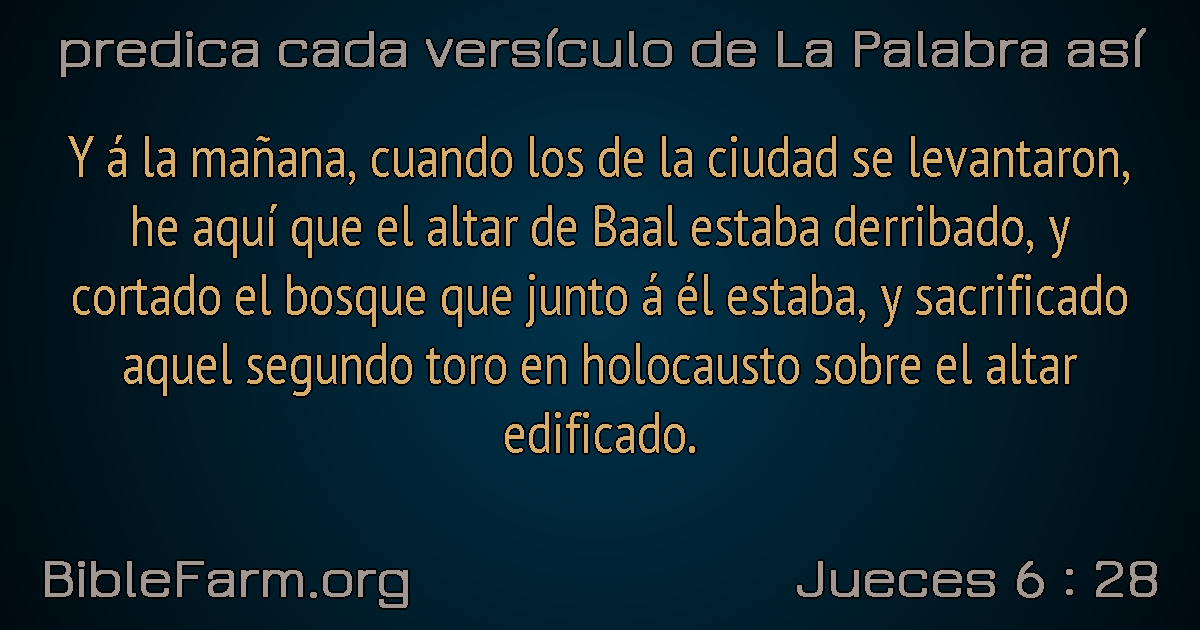 predica cada versículo de La Palabra así
Y á la mañana, cuando los de la ciudad se levantaron,
he aquí que el altar de Baal estaba derribado, y
cortado el bosque que junto á él estaba, y sacrificado
aquel segundo toro en holocausto sobre el altar
edificado.
BibleFarm.org
Jueces 6 : 28